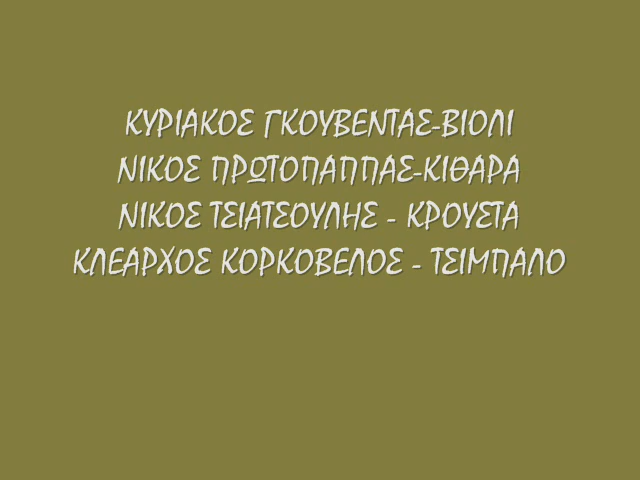 ΚΥΡΙΑΚΟΣ ΓΚΟΥΒΕΝΤΑΣ-ΒΙΟΛΙ
ΝΙΚΟΣ ΠΡΩΤΟΠΑΠΠΑΣ-ΚΙΘΑΡΑ
ΝΙΚΟΣ ΤΣΙΑΤΣΟΥΛΗΣ - ΚΡΟΥΣΤΑ
ΚΛΕΑΡΧΟΣ ΚΟΡΚΟΒΕΛΟΣ - ΤΣΙΜΠΑΛΟ